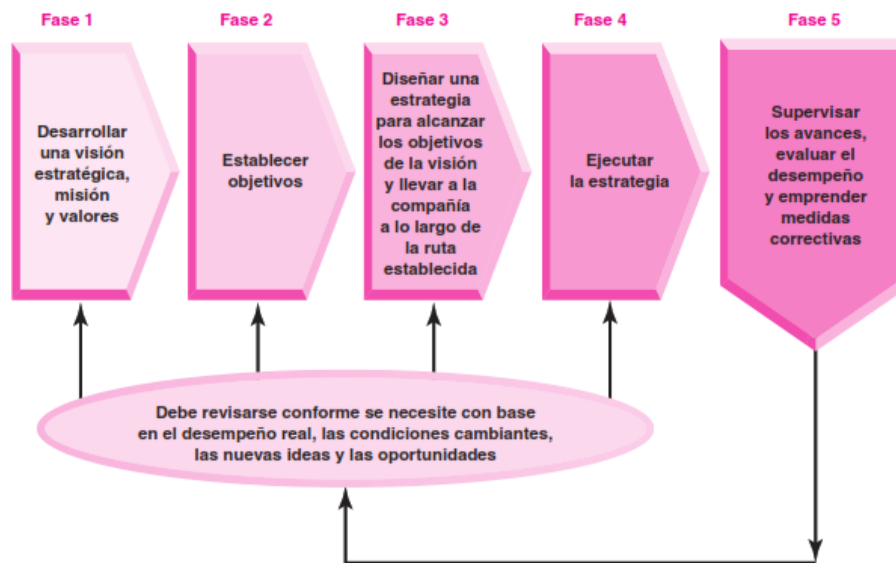 Fase 1
Fase 2
Fase 3
Fase 4
Fase 5
Desarrollar
una visión
estratégica,
misión
y valores
Establecer
objetivos
Diseñar una
estrategia
para alcanzar
los objetivos
de la visión
y llevar a la
compañía
a lo largo de
la ruta
establecida
Ejecutar
la estrategia
Supervisar
los avances,
evaluar el
desempeño
y emprender
medidas
correctivas
Debe revisarse conforme se necesite con base
en el desempeño real, las condiciones cambiantes,
las nuevas ideas y las oportunidades